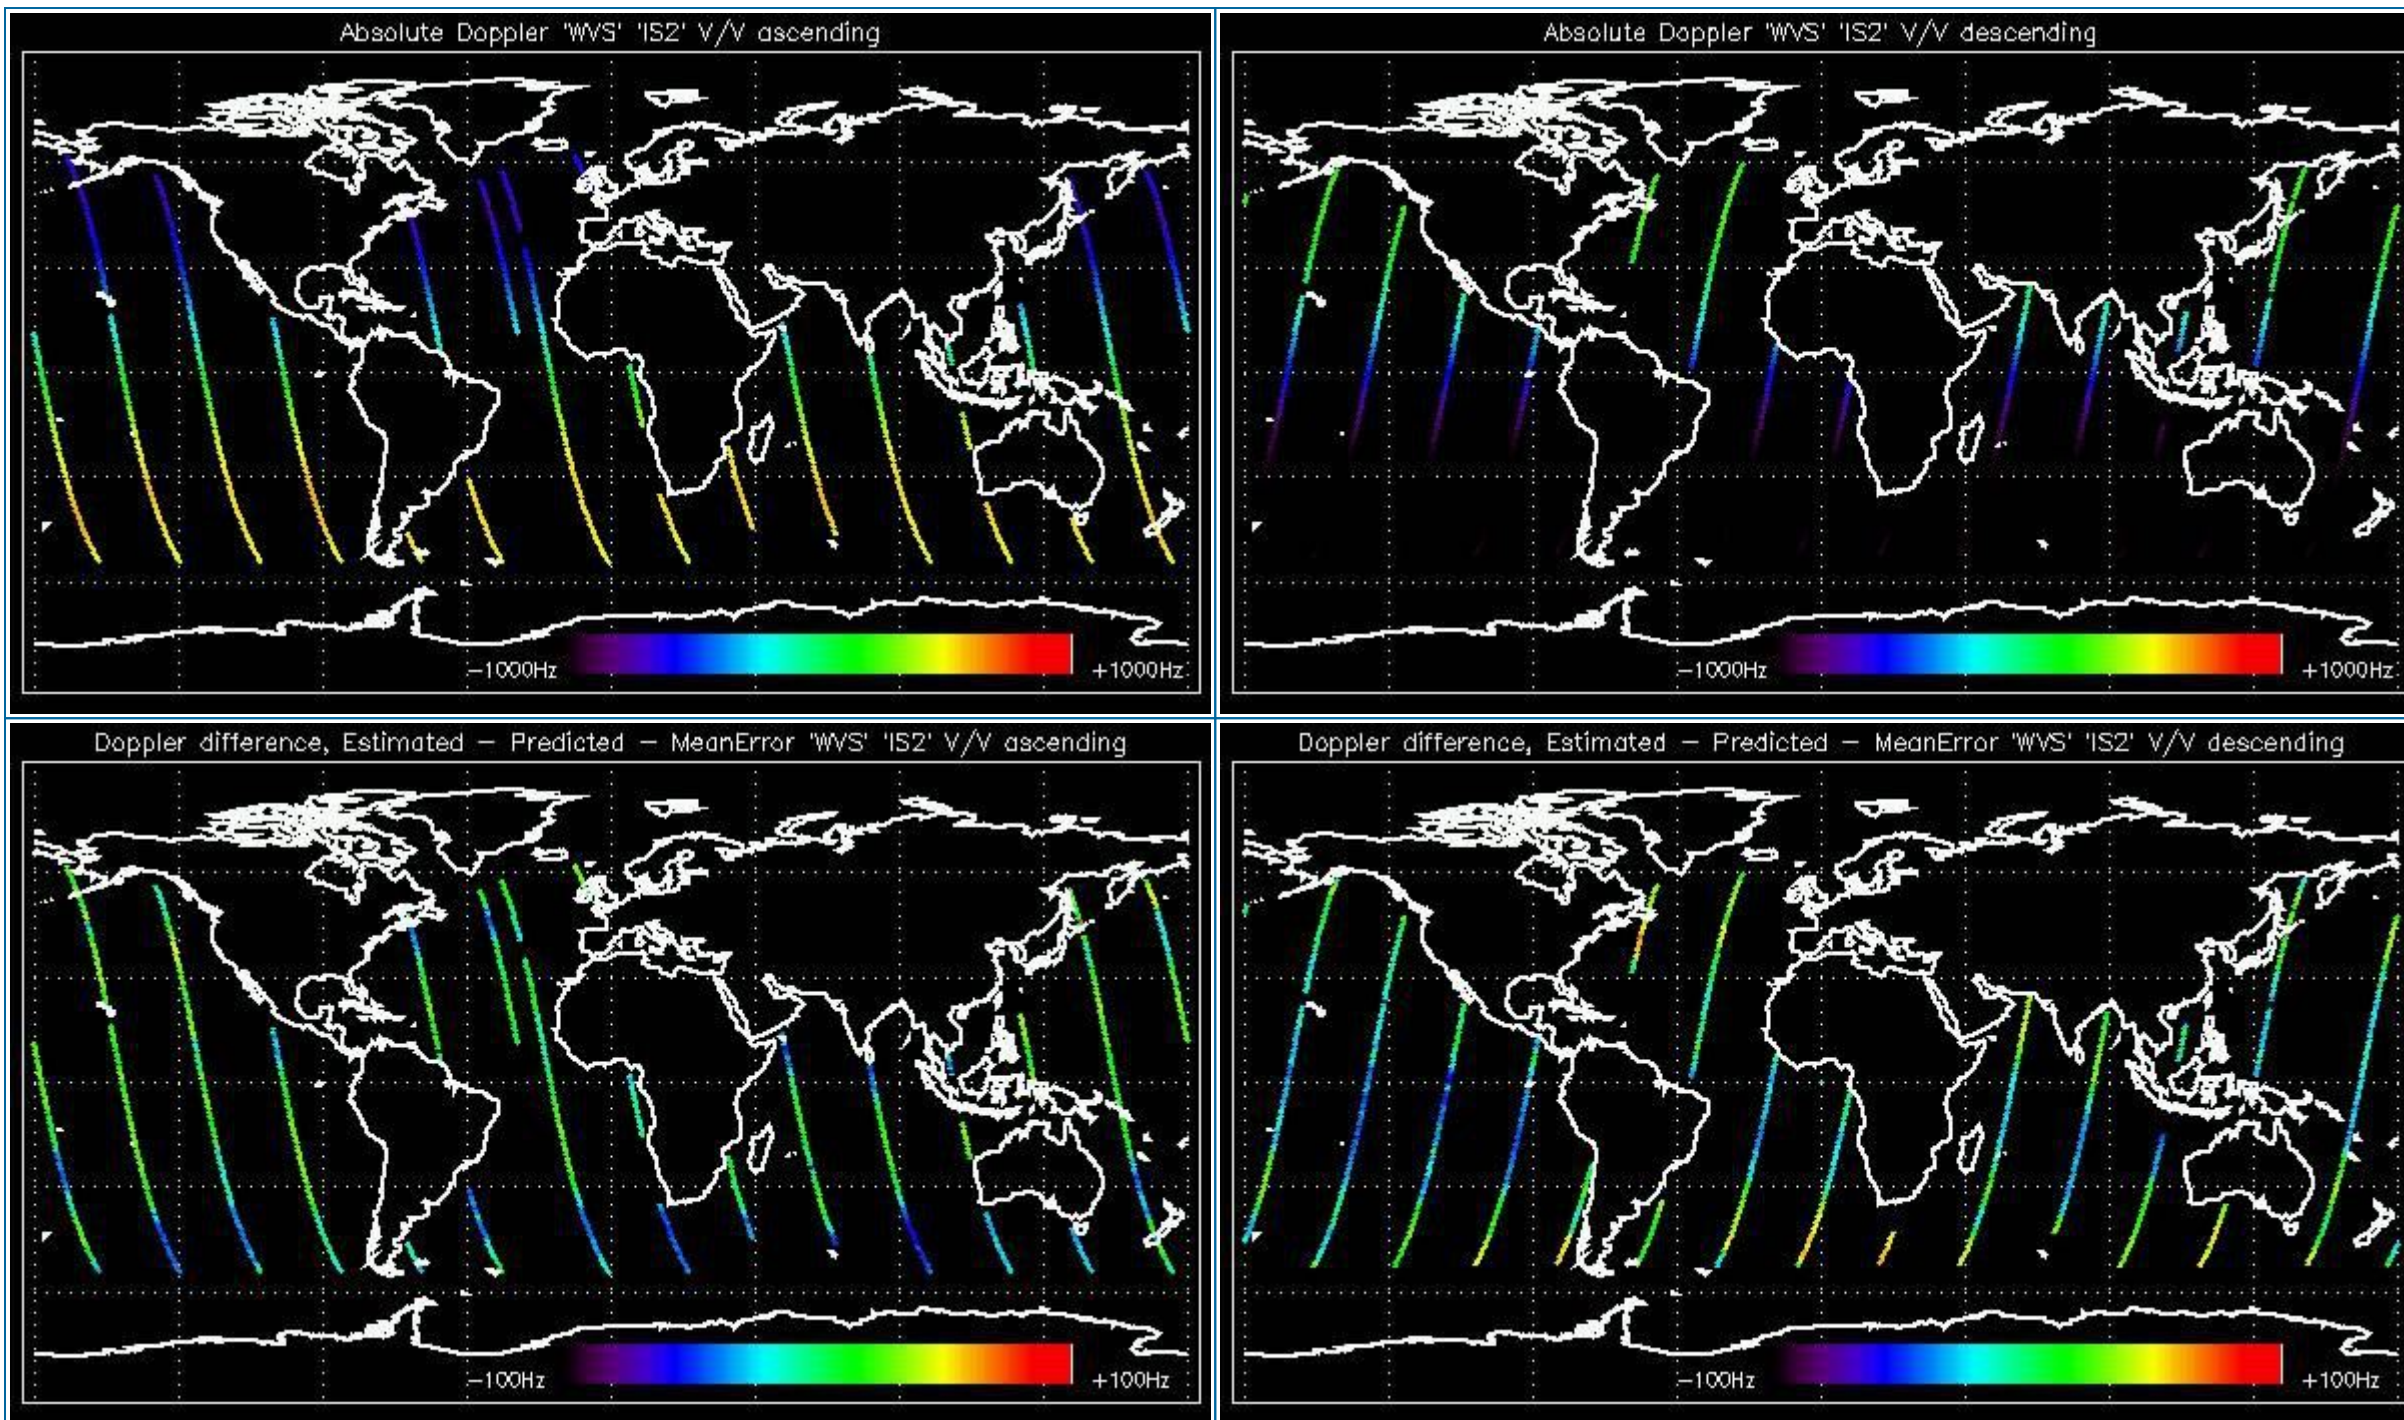 Absolute Doppler 'WVS' 'IS2' V/V ascending
-1000Hz
+1000Hz
Absolute Doppler 'WVS' 'IS2' V/V descending
-1000Hz
+1000Hz
Doppler difference, Estimated - Predicted - MeanError 'WVS' 'IS2' V/V ascending
-100Hz
+100Hz
Doppler difference, Estimated - Predicted - MeanError 'WVS' 'IS2' V/V descending
-100Hz
+100Hz